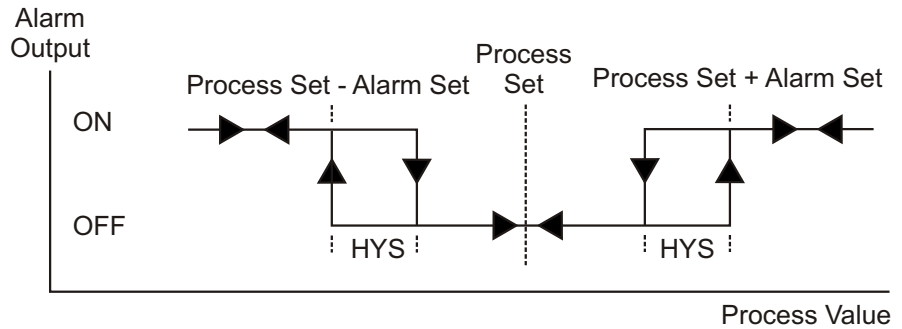 Alarm
Output
Process
Set
Process Set - Alarm Set
Process Set + Alarm Set
ON
OFF
HYS
HYS
Process Value